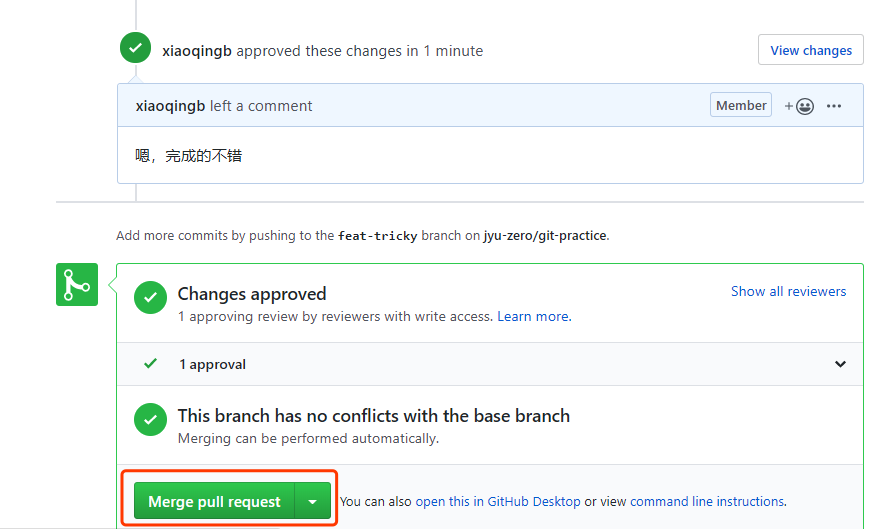 xiaoqingb approved these changes in 1 minute
View changes
xiaoqingb left a comment
Member
嗯，完成的不错
Add more commits by pushing to the feat-tricky branch on jyu-zero/git-practice.
Changes approved
Show all reviewers
1 approving review by reviewers with write access. Learn more.
1 approval
This branch has no conflicts with the base branch
Merging can be performed automatically.
Merge pull request
You can also open this in GitHub Desktop or view command line instructions.